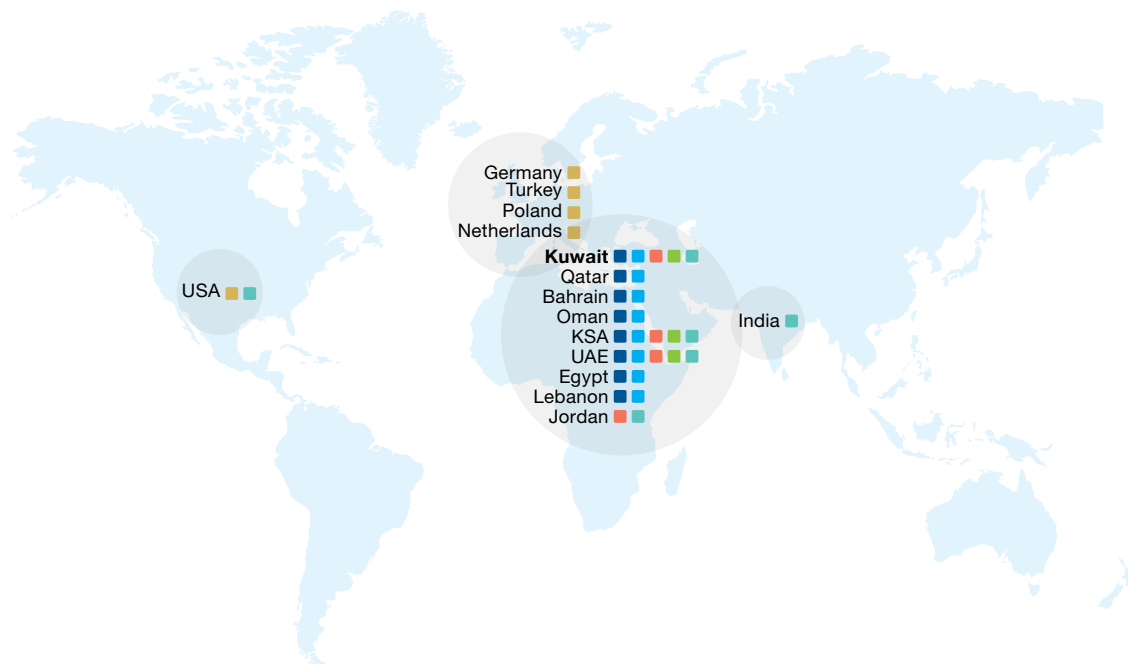 Germany
Turkey
Poland
Netherlands
Kuwait
Qatar
Bahrain
Oman
KSA
UAE
Egypt
Lebanon
Jordan
USA
India